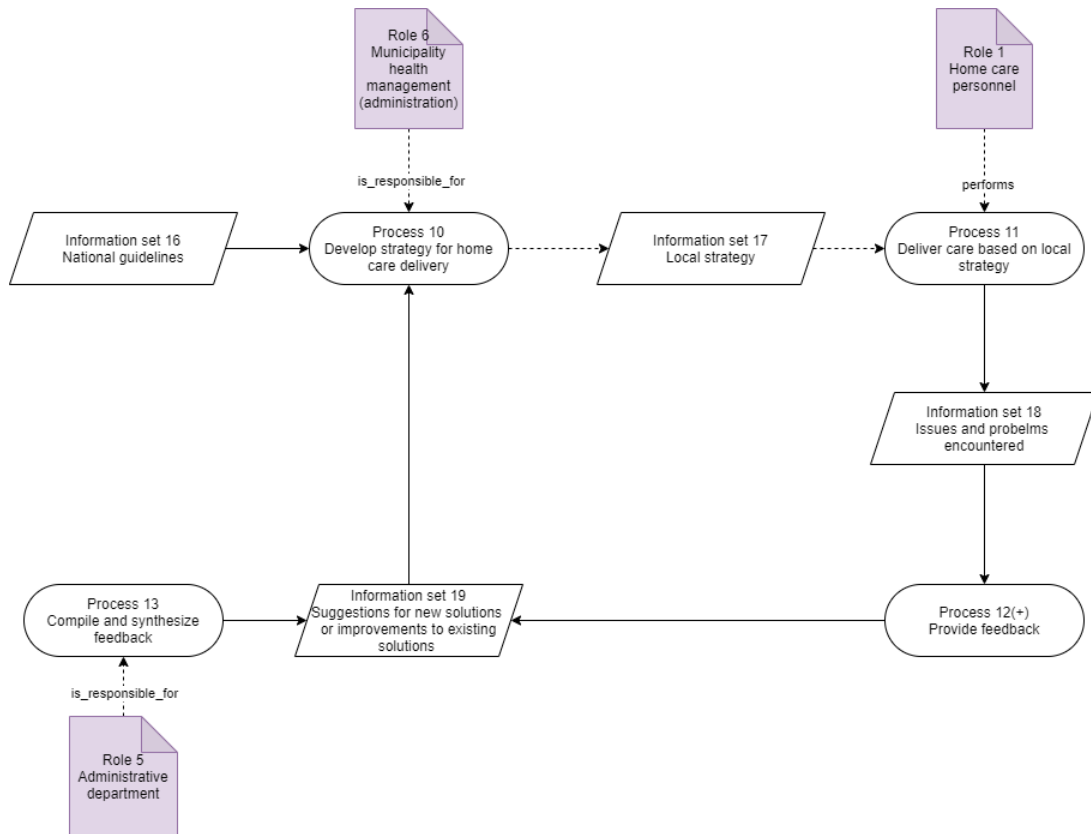 Role 6
Municipality
health
management
(administration)
Role 1
Home care
personnel
is_responsible_for
performs
Information set 16
National guidelines
Process 10
Develop strategy for home
care delivery
Information set 17
Local strategy
Process 11
Deliver care based on local
strategy
Information set 18
Issues and probelms
encountered
Process 13
Compile and synthesize
feedback
Information set 19
Suggestions for new solutions
or improvements to existing
solutions
Process 12(+)
Provide feedback
is_responsible_for
Role 5
Administrative
department